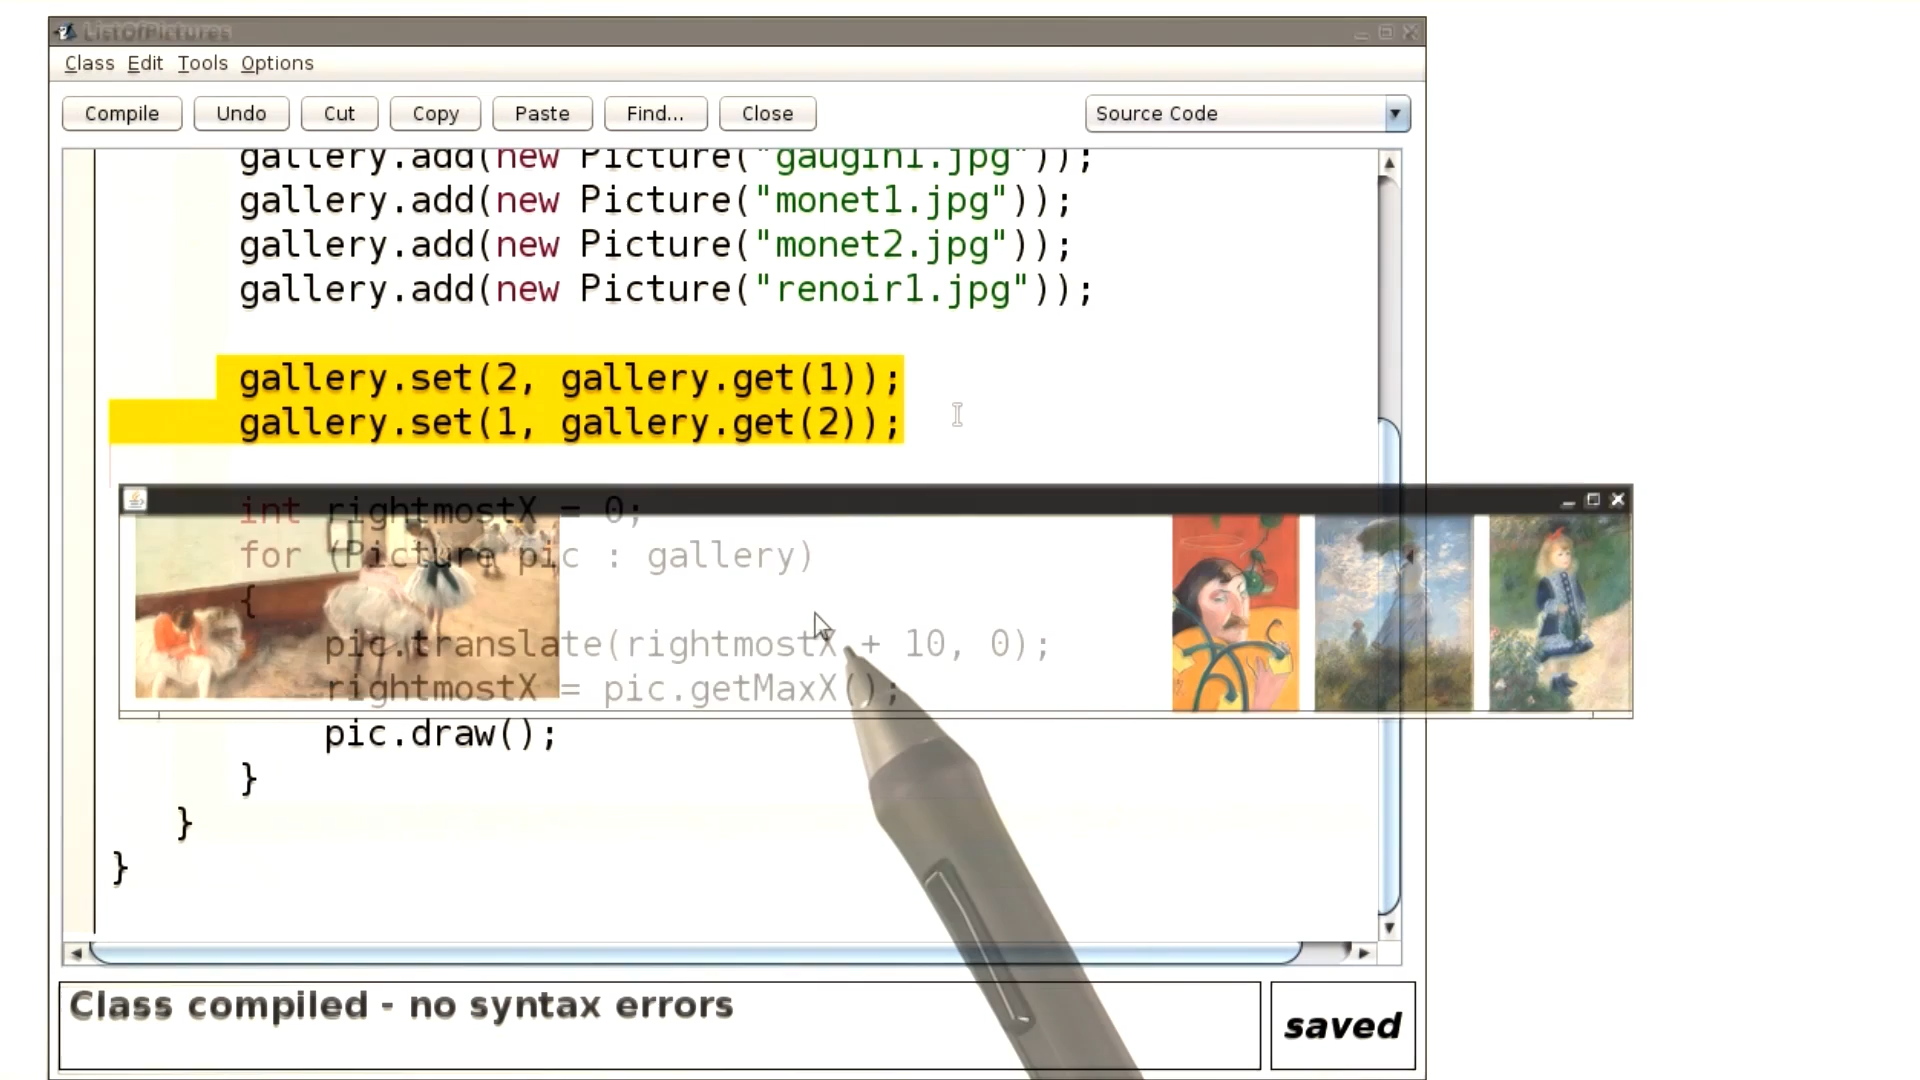 ListOfPictures
Class Edit Tools Options
Compile Undo Cut Copy Paste Find... Close Source Code
gallery.add(new Picture("gaugin1.jpg"));
gallery.add(new Picture("monet1.jpg"));
gallery.add(new Picture("monet2.jpg"));
gallery.add(new Picture("renoir1.jpg"));
gallery.set(2, gallery.get(1));
gallery.set(1, gallery.get(2));
int rightmostX = 0;
for (Picture pic : gallery)
{
pic.translate(rightmostX + 10, 0);
rightmostX = pic.getMaxX();
pic.draw();
}
}
}
Class compiled - no syntax errors
saved